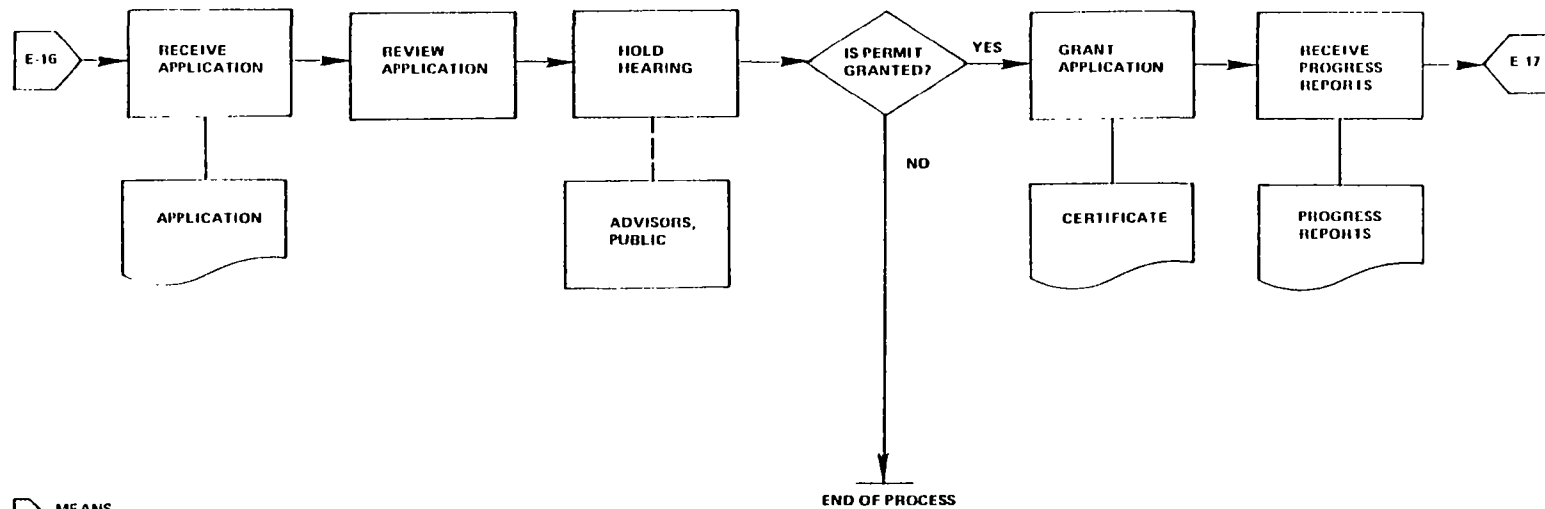 E-16
RECEIVE
APPLICATION
REVIEW
APPLICATION
HOLD
HEARING
IS PERMIT
GRANTED?
YES
GRANT
APPLICATION
RECEIVE
PROGRESS
REPORTS
E 17
NO
APPLICATION
ADVISORS,
PUBLIC
CERTIFICATE
PROGRESS
REPORTS
END OF PROCESS
MEANS